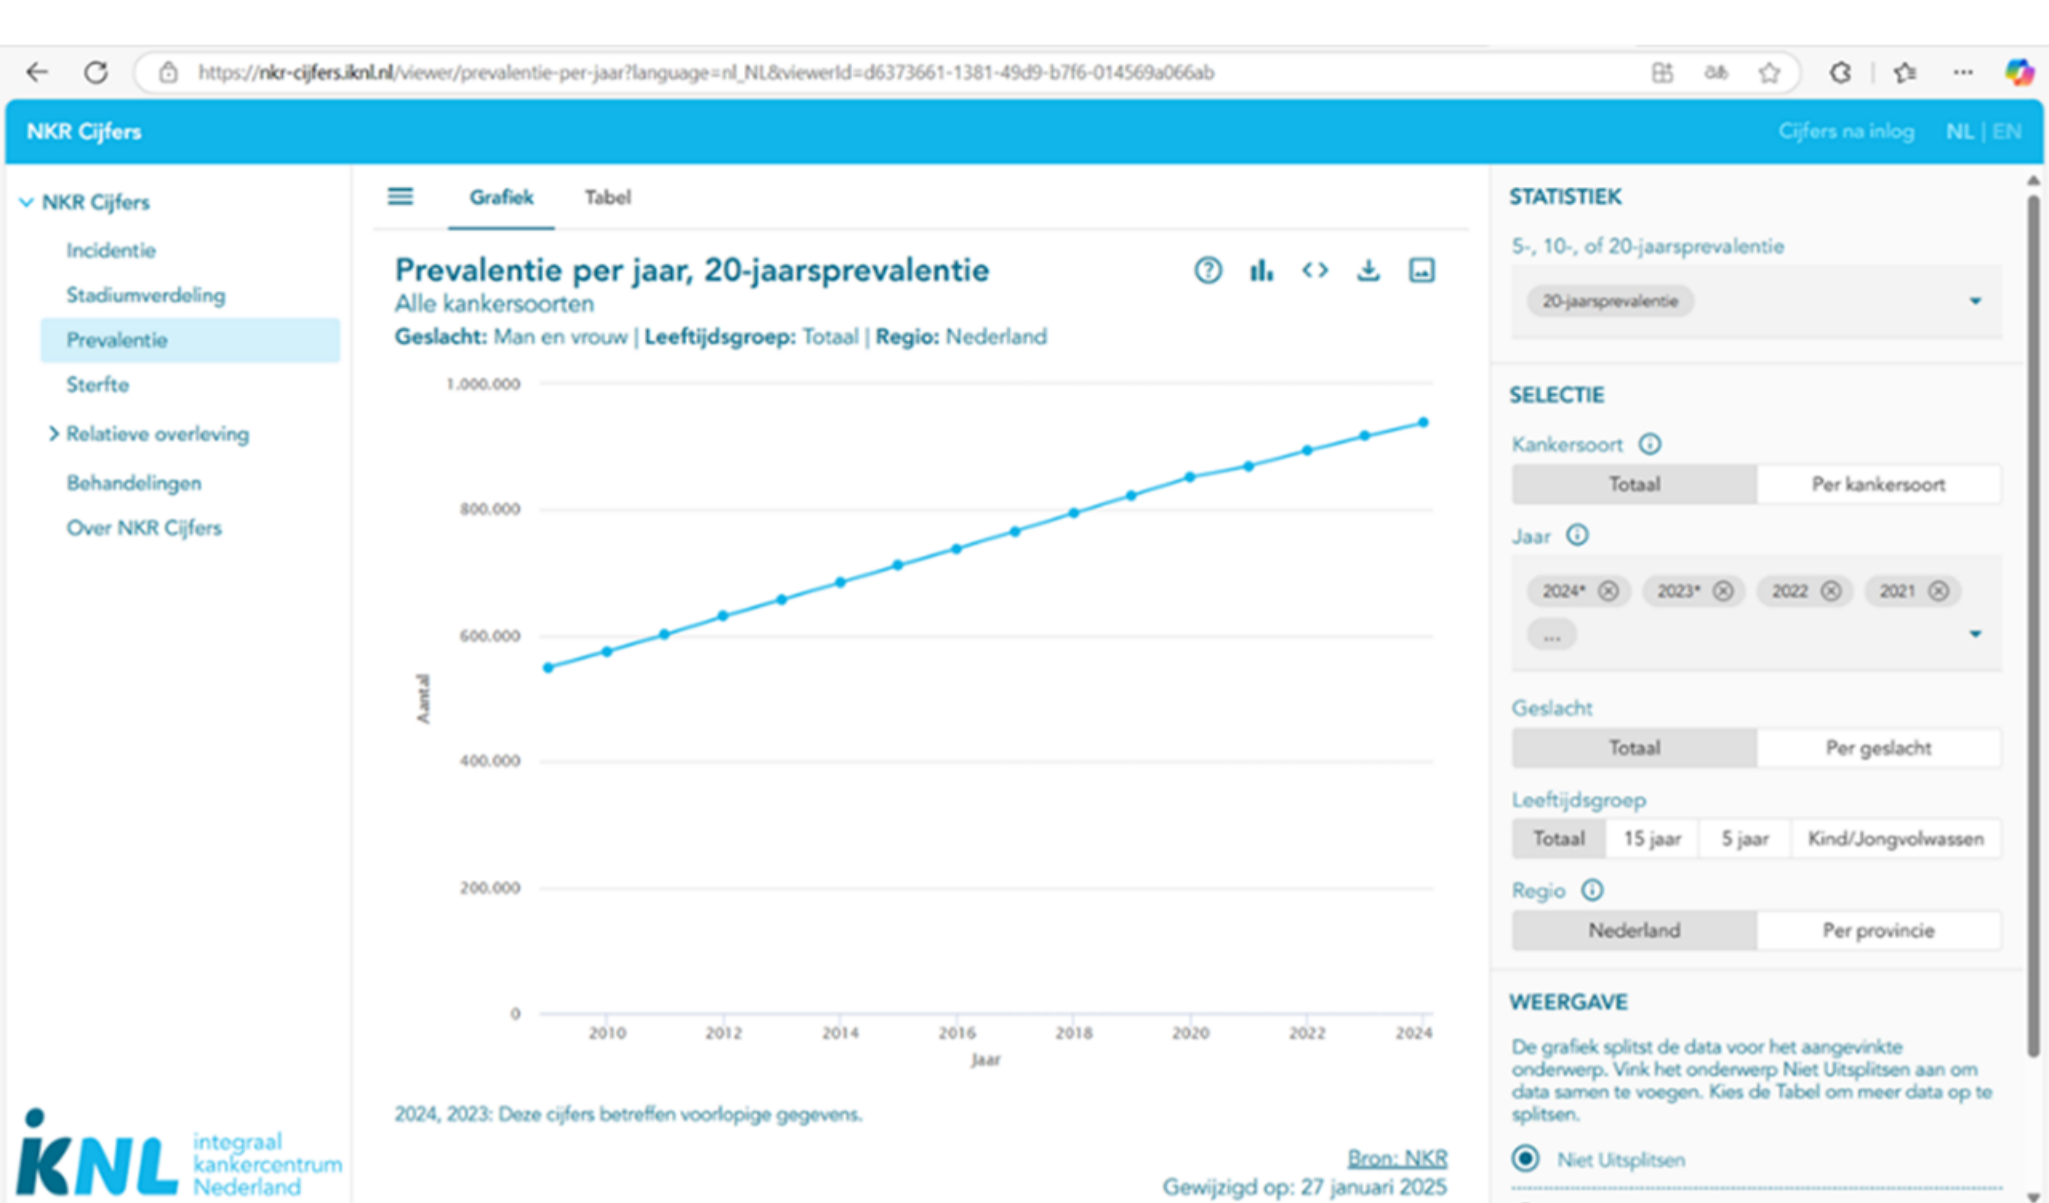 https://nkr-cijfers.iknl.nl/viewer/prevalentie-per-jaar?language=nl_NL&viewerId=d6373661-1381-49d9-b7f6-014569a066ab
NKR Cijfers
Cijfers na inlog NL | EN
NKR Cijfers
Incidentie
Stadiumverdeling
Prevalentie
Sterfte
Relatieve overleving
Behandelingen
Over NKR Cijfers
iKNL
integraal
kankercentrum
Nederland
Grafiek Tabel
Prevalentie per jaar, 20-jaarsprevalentie
Alle kankersoorten
Geslacht: Man en vrouw | Leeftijdsgroep: Totaal | Regio: Nederland
1.000.000
800.000
600.000
400.000
200.000
0
Aantal
2010 2012 2014 2016 2018 2020 2022 2024
Jaar
2024, 2023: Deze cijfers betreffen voorlopige gegevens.
Bron: NKR
Gewijzigd op: 27 januari 2025
STATISTIEK
5-, 10-, of 20-jaarsprevalentie
20-jaarsprevalentie
SELECTIE
Kankersoort
Totaal Per kankersoort
Jaar
2024* 2023* 2022 2021
...
Geslacht
Totaal Per geslacht
Leeftijdsgroep
Totaal 15 jaar 5 jaar Kind/Jongvolwassen
Regio
Nederland Per provincie
WEERGAVE
De grafiek splitst de data voor het aangevinkte
onderwerp. Vink het onderwerp Niet Uitsplitsen aan om
data samen te voegen. Kies de Tabel om meer data op te
splitsen.
Niet Uitsplitsen